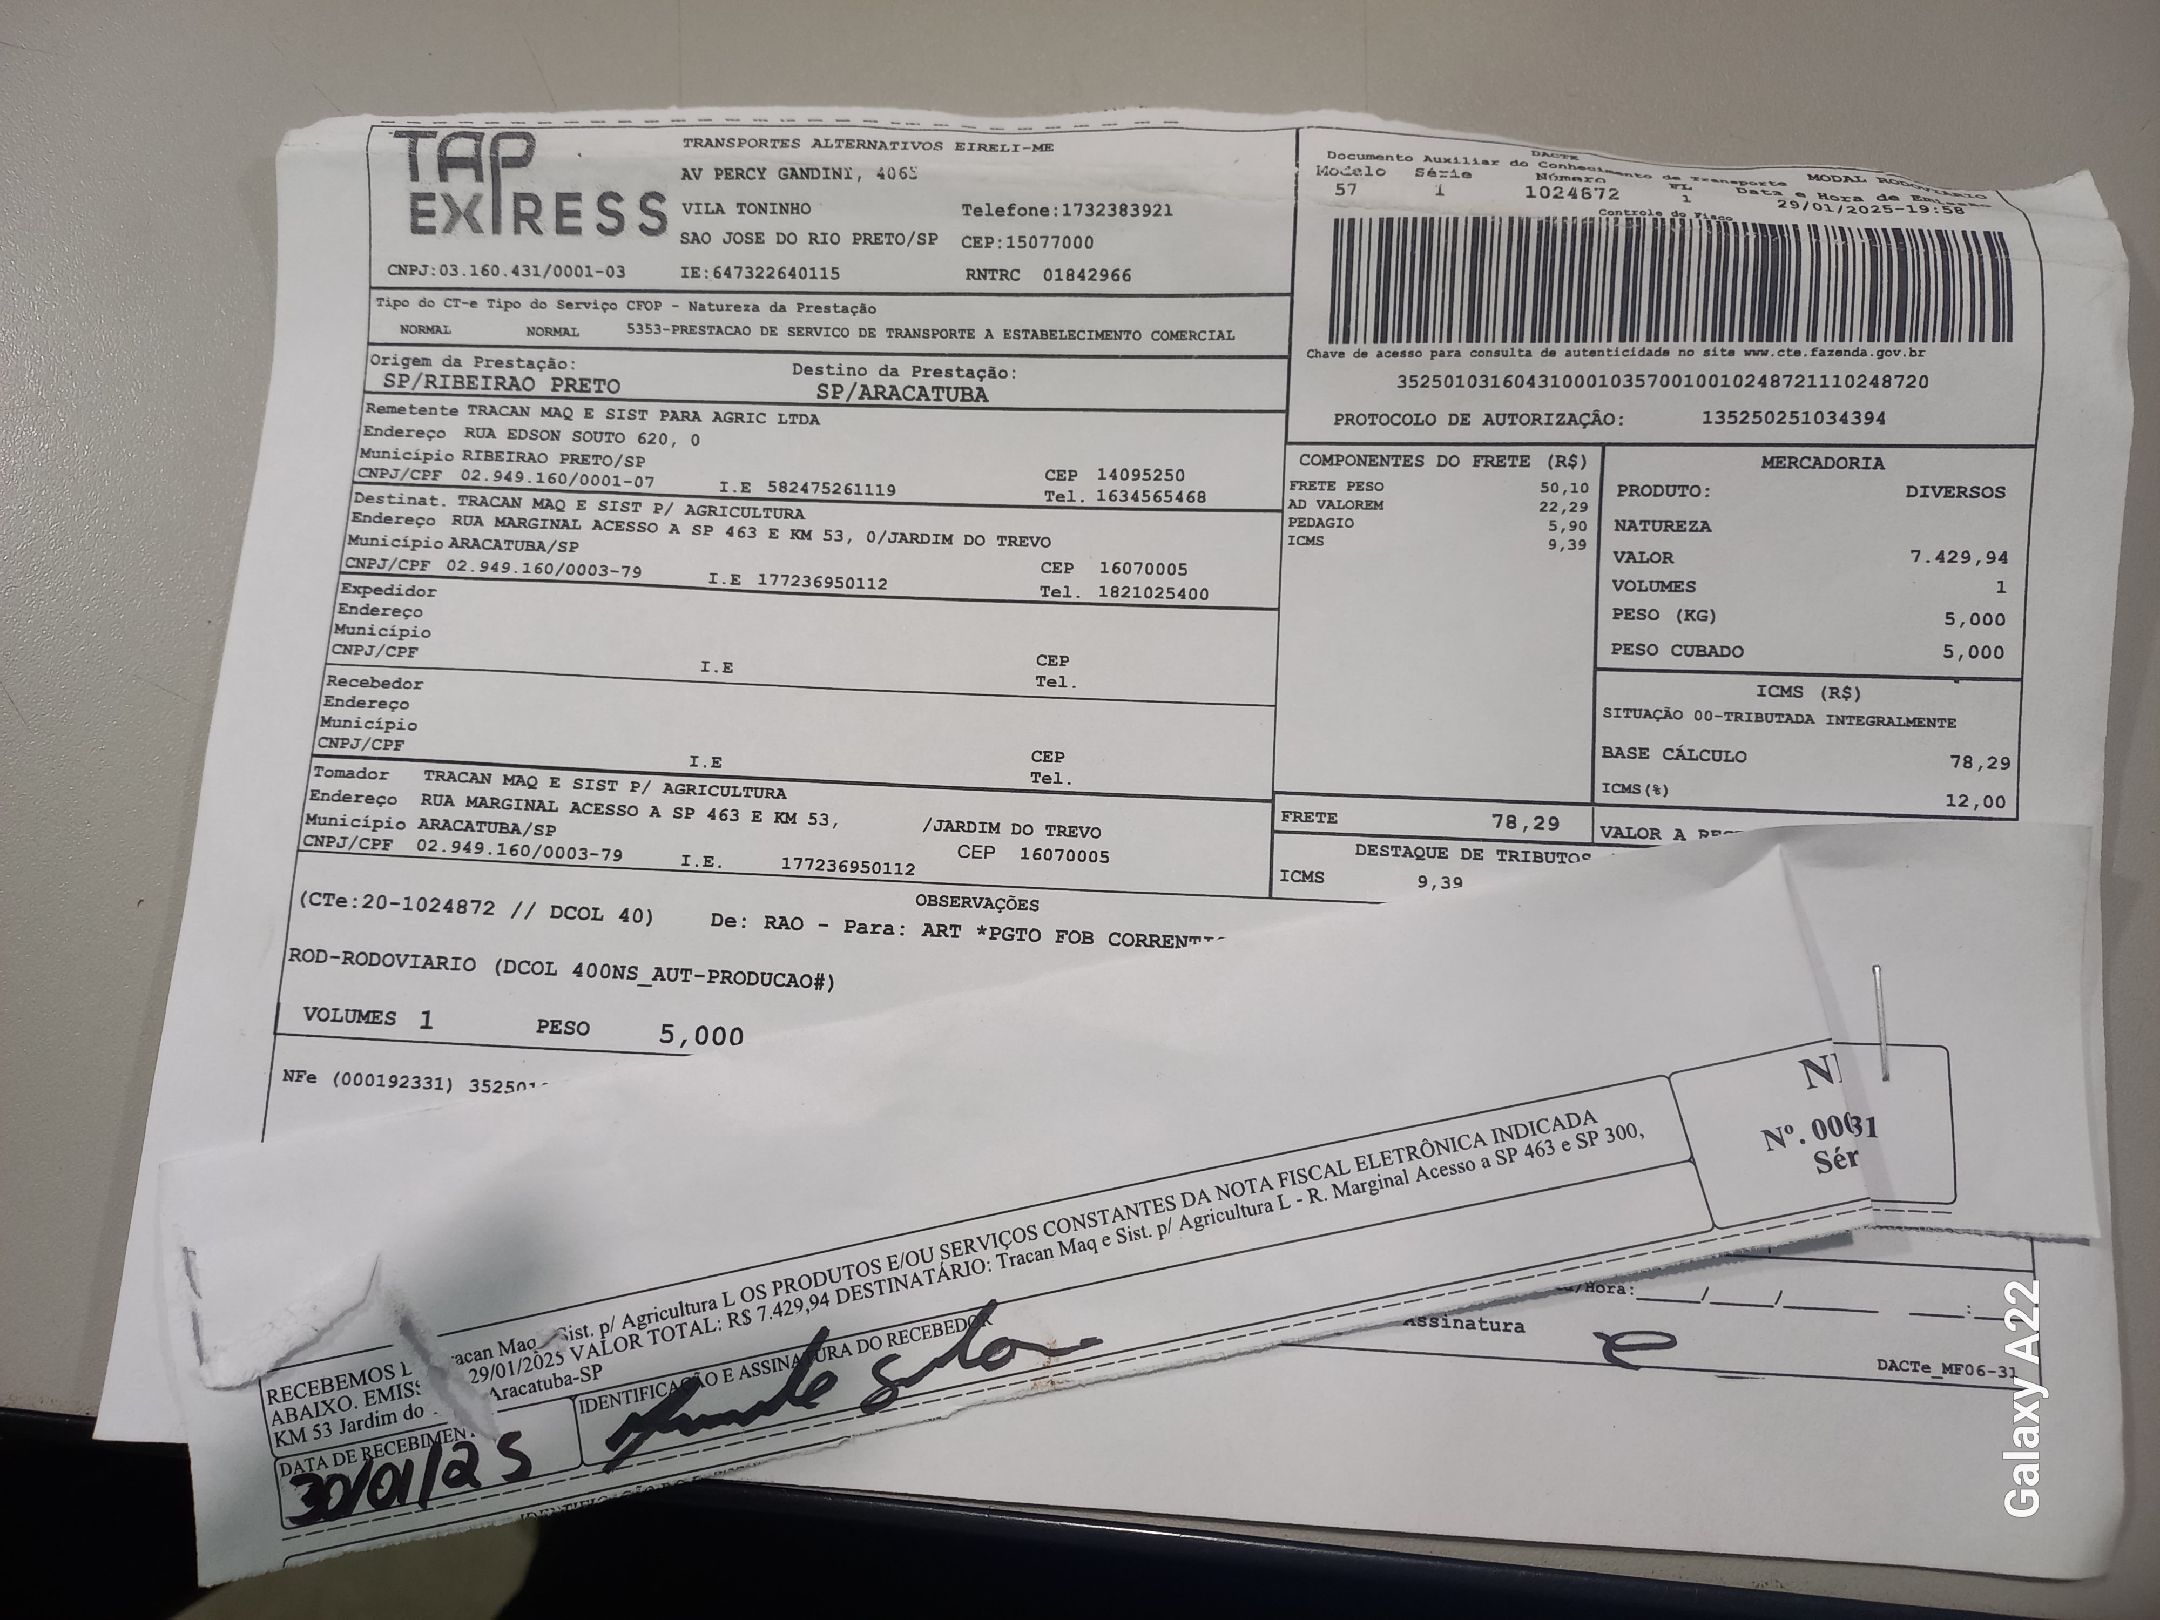 TAP EXPRESS
TRANSPORTES ALTERNATIVOS EIRELI-ME
AV PERCY GANDINI, 4065
VILA TONINHO Telefone:1732383921
SAO JOSE DO RIO PRETO/SP CEP:15077000
CNPJ:03.160.431/0001-03 IE:647322640115 RNTRC 01842966
DACTE MODAL RODOVIARIO
Documento Auxiliar do Conhecimento de Transporte
Modelo Série Número FL Data e Hora de Emissao
57 1 1024872 1 29/01/2025-19:58
Controle do Fisco
Chave de acesso para consulta de autenticidade no site www.cte.fazenda.gov.br
35250103160431000103570010010248721110248720
PROTOCOLO DE AUTORIZAÇÂO: 135250251034394
Tipo do CT-e Tipo do Serviço CFOP - Natureza da Prestação
NORMAL NORMAL 5353-PRESTACAO DE SERVICO DE TRANSPORTE A ESTABELECIMENTO COMERCIAL
Origem da Prestação: Destino da Prestação:
SP/RIBEIRAO PRETO SP/ARACATUBA
Remetente TRACAN MAQ E SIST PARA AGRIC LTDA
Endereço RUA EDSON SOUTO 620, 0
Município RIBEIRAO PRETO/SP CEP 14095250
CNPJ/CPF 02.949.160/0001-07 I.E 582475261119 Tel. 1634565468
Destinat. TRACAN MAQ E SIST P/ AGRICULTURA
Endereço RUA MARGINAL ACESSO A SP 463 E KM 53, 0/JARDIM DO TREVO
Município ARACATUBA/SP CEP 16070005
CNPJ/CPF 02.949.160/0003-79 I.E 177236950112 Tel. 1821025400
Expedidor
Endereço
Município CEP
CNPJ/CPF I.E Tel.
Recebedor
Endereço
Município CEP
CNPJ/CPF I.E Tel.
Tomador TRACAN MAQ E SIST P/ AGRICULTURA
Endereço RUA MARGINAL ACESSO A SP 463 E KM 53, /JARDIM DO TREVO
Município ARACATUBA/SP CEP 16070005
CNPJ/CPF 02.949.160/0003-79 I.E. 177236950112
COMPONENTES DO FRETE (R$)
FRETE PESO 50,10
AD VALOREM 22,29
PEDAGIO 5,90
ICMS 9,39
MERCADORIA
PRODUTO: DIVERSOS
NATUREZA
VALOR 7.429,94
VOLUMES 1
PESO (KG) 5,000
PESO CUBADO 5,000
ICMS (R$)
SITUAÇÃO 00-TRIBUTADA INTEGRALMENTE
BASE CÁLCULO 78,29
ICMS(%) 12,00
FRETE 78,29 VALOR A
DESTAQUE DE TRIBUTOS
ICMS 9,39
OBSERVAÇÕES
(CTe:20-1024872 // DCOL 40) De: RAO - Para: ART *PGTO FOB
ROD-RODOVIARIO (DCOL 400NS_AUT-PRODUCAO#)
VOLUMES 1 PESO 5,000
NFe (000192331) 352501
Nº. 00 31
Sér
RECEBEMOS racan Maq Sist. p/ Agricultura L OS PRODUTOS E/OU SERVIÇOS CONSTANTES DA NOTA FISCAL ELETRÔNICA INDICADA
ABAIXO. EMIS 29/01/2025 VALOR TOTAL: R$ 7.429,94 DESTINATÁRIO: Tracan Maq e Sist. p/ Agricultura L - R. Marginal Acesso a SP 463 e SP 300,
KM 53 Jardim do Aracatuba-SP
DATA DE RECEBIMEN IDENTIFICAÇÃO E ASSINATURA DO RECEBEDOR
30/01/25
/Hora: __/__/____ __:
Assinatura
DACTe_MF06-31
Galaxy A22